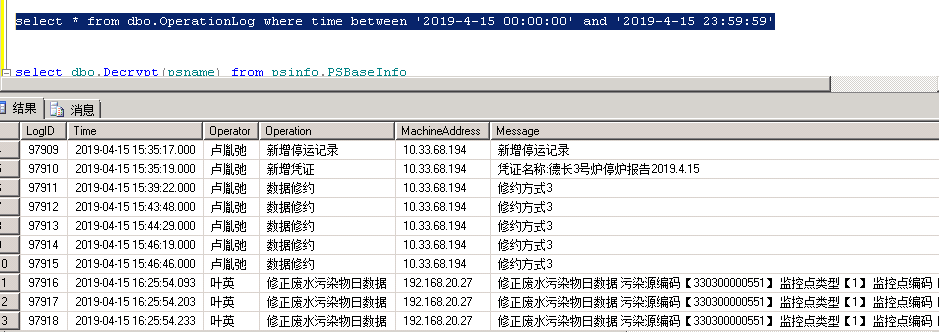 select * from dbo.OperationLog where time between '2019-4-15 00:00:00' and '2019-4-15 23:59:59'
select dbo.Decrypt(psname) from psinfo.PSBaseInfo
结果 消息
LogID Time Operator Operation MachineAddress Message
97909 2019-04-15 15:35:17.000 卢胤弛 新增停运记录 10.33.68.194 新增停运记录
97910 2019-04-15 15:35:19.000 卢胤弛 新增凭证 10.33.68.194 凭证名称:德长3号炉停炉报告2019.4.15
97911 2019-04-15 15:39:22.000 卢胤弛 数据修约 10.33.68.194 修约方式3
97912 2019-04-15 15:43:48.000 卢胤弛 数据修约 10.33.68.194 修约方式3
97913 2019-04-15 15:44:29.000 卢胤弛 数据修约 10.33.68.194 修约方式3
97914 2019-04-15 15:46:19.000 卢胤弛 数据修约 10.33.68.194 修约方式3
0 97915 2019-04-15 15:46:46.000 卢胤弛 数据修约 10.33.68.194 修约方式3
1 97916 2019-04-15 16:25:54.093 叶英 修正废水污染物日数据 192.168.20.27 修正废水污染物日数据 污染源编码【330300000551】监控点类型【1】监控点编码
2 97917 2019-04-15 16:25:54.203 叶英 修正废水污染物日数据 192.168.20.27 修正废水污染物日数据 污染源编码【330300000551】监控点类型【1】监控点编码
3 97918 2019-04-15 16:25:54.233 叶英 修正废水污染物日数据 192.168.20.27 修正废水污染物日数据 污染源编码【330300000551】监控点类型【1】监控点编码